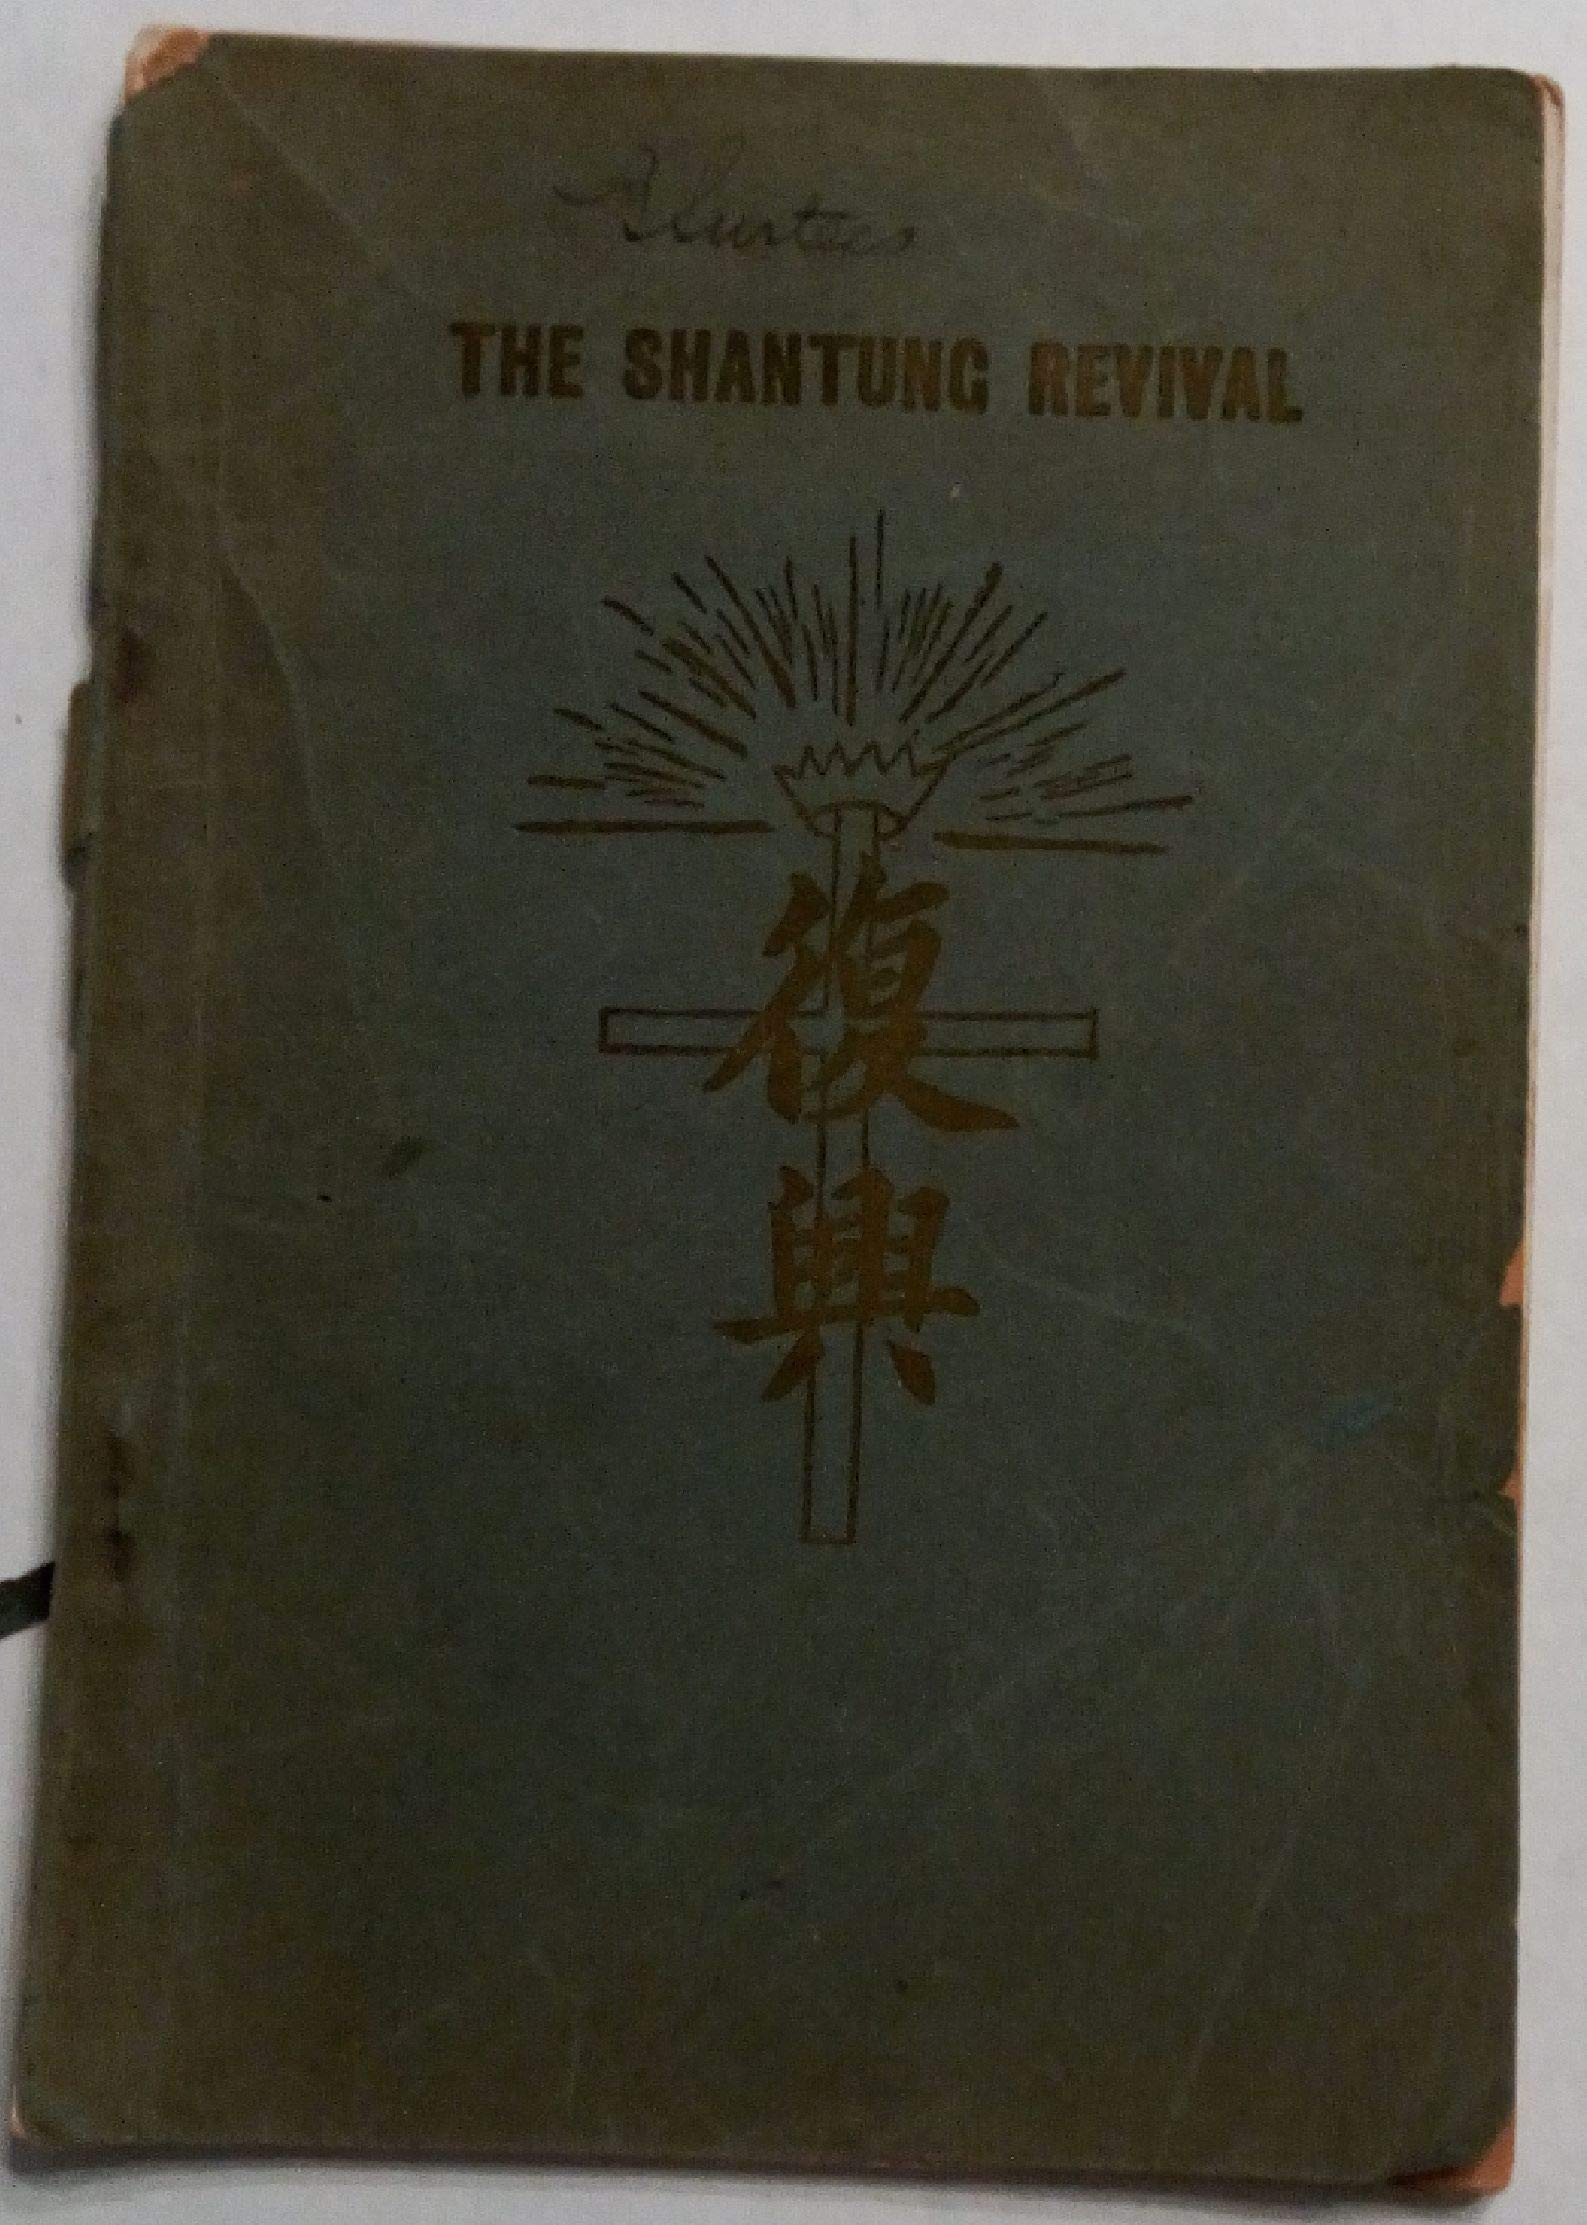 THE SHANTUNG REVIVAL
復
興